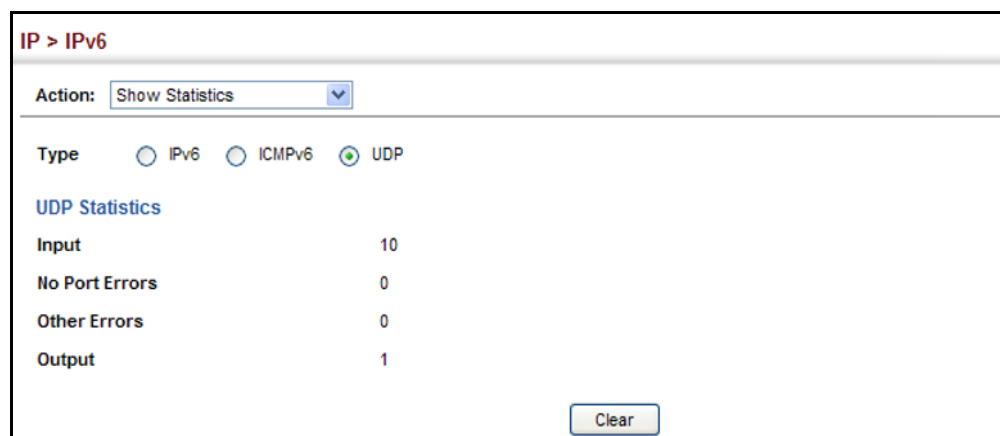 IP > IPv6
Action: Show Statistics
Type IPv6 ICMPv6 UDP
UDP Statistics
Input 10
No Port Errors 0
Other Errors 0
Output 1
Clear